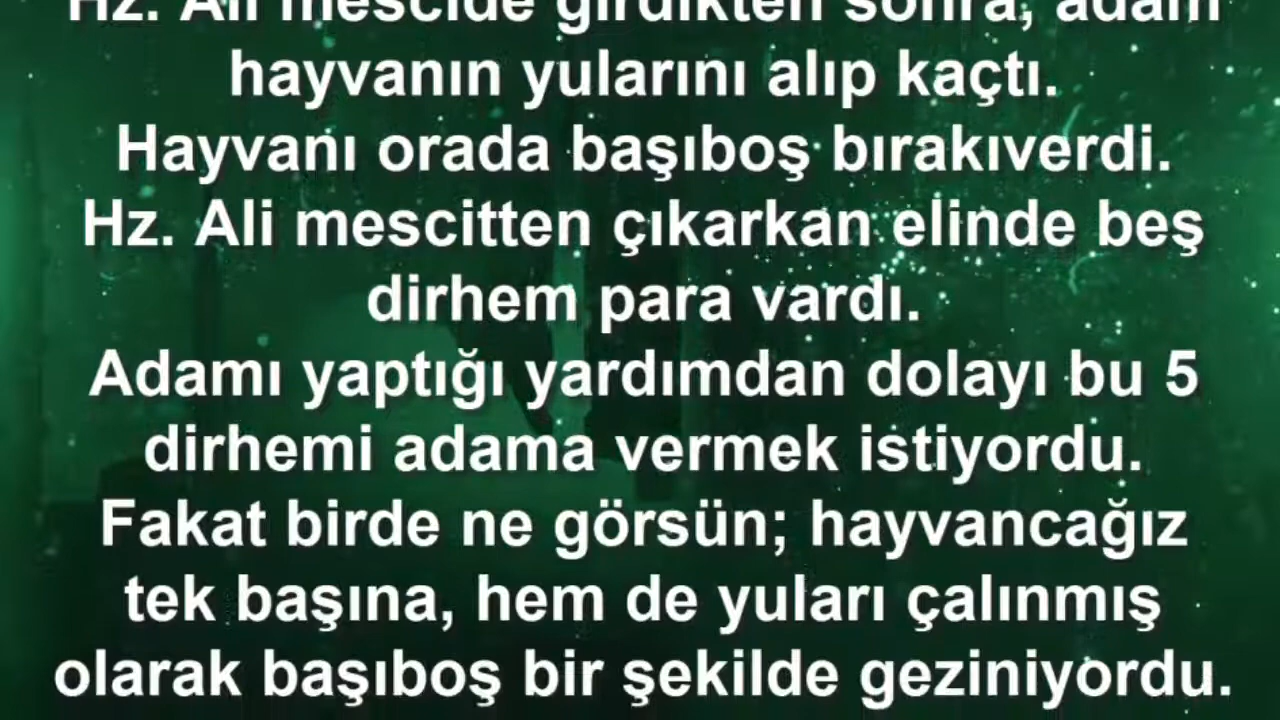 Hz. Ali mescide girdikten sonra, adam
hayvanın yularını alıp kaçtı.
Hayvanı orada başıboş bırakıverdi.
Hz. Ali mescitten çıkarkan elinde beş
dirhem para vardı.
Adamı yaptığı yardımdan dolayı bu 5
dirhemi adama vermek istiyordu.
Fakat birde ne görsün; hayvancağız
tek başına, hem de yuları çalınmış
olarak başıboş bir şekilde geziniyordu.